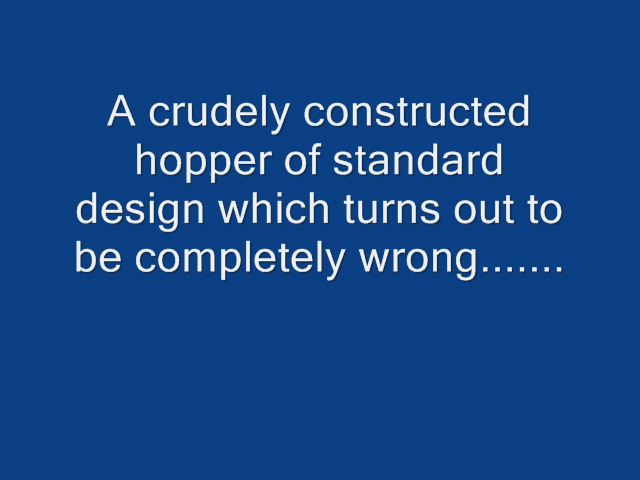 A crudely constructed
hopper of standard
design which turns out to
be completely wrong.......